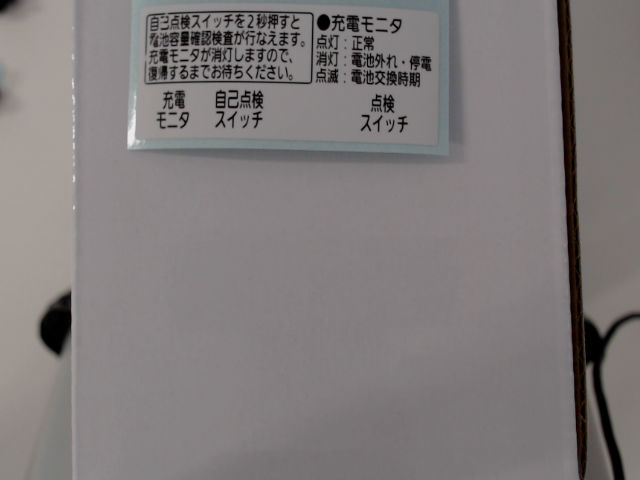 自己点検スイッチを2秒押すと
電池容量確認検査が行なえます。
充電モニタが消灯しますので、
復帰するまでお待ちください。
●充電モニタ
点灯：正常
消灯：電池外れ・停電
点滅：電池交換時期
充電
モニタ
自己点検
スイッチ
点検
スイッチ